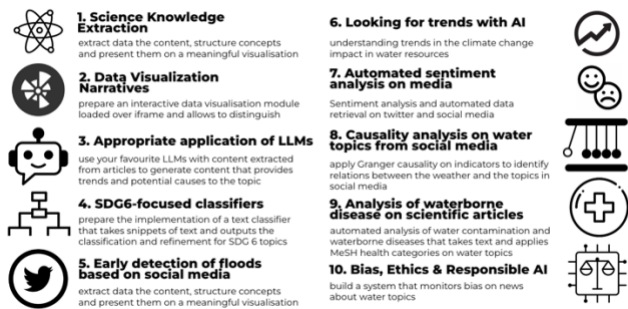 1. Science Knowledge
Extraction
extract data the content, structure concepts
and present them on a meaningful visualisation
2. Data Visualization
Narratives
prepare an interactive data visualisation module
loaded over iframe and allows to distinguish
3. Appropriate application of LLMs
use your favourite LLMs with content extracted
from articles to generate content that provides
trends and potential causes to the topic
4. SDG6-focused classifiers
prepare the implementation of a text classifier
that takes snippets of text and outputs the
classification and refinement for SDG 6 topics
5. Early detection of floods
based on social media
extract data the content, structure concepts
and present them on a meaningful visualisation
6. Looking for trends with AI
understanding trends in the climate change
impact in water resources
7. Automated sentiment
analysis on media
Sentiment analysis and automated data
retrieval on twitter and social media
8. Causality analysis on water
topics from social media
apply Granger causality on indicators to identify
relations between the weather and the topics in
social media
9. Analysis of waterborne
disease on scientific articles
automated analysis of water contamination and
waterborne diseases that takes text and applies
MeSH health categories on water topics
10. Bias, Ethics & Responsible AI
build a system that monitors bias on news
about water topics